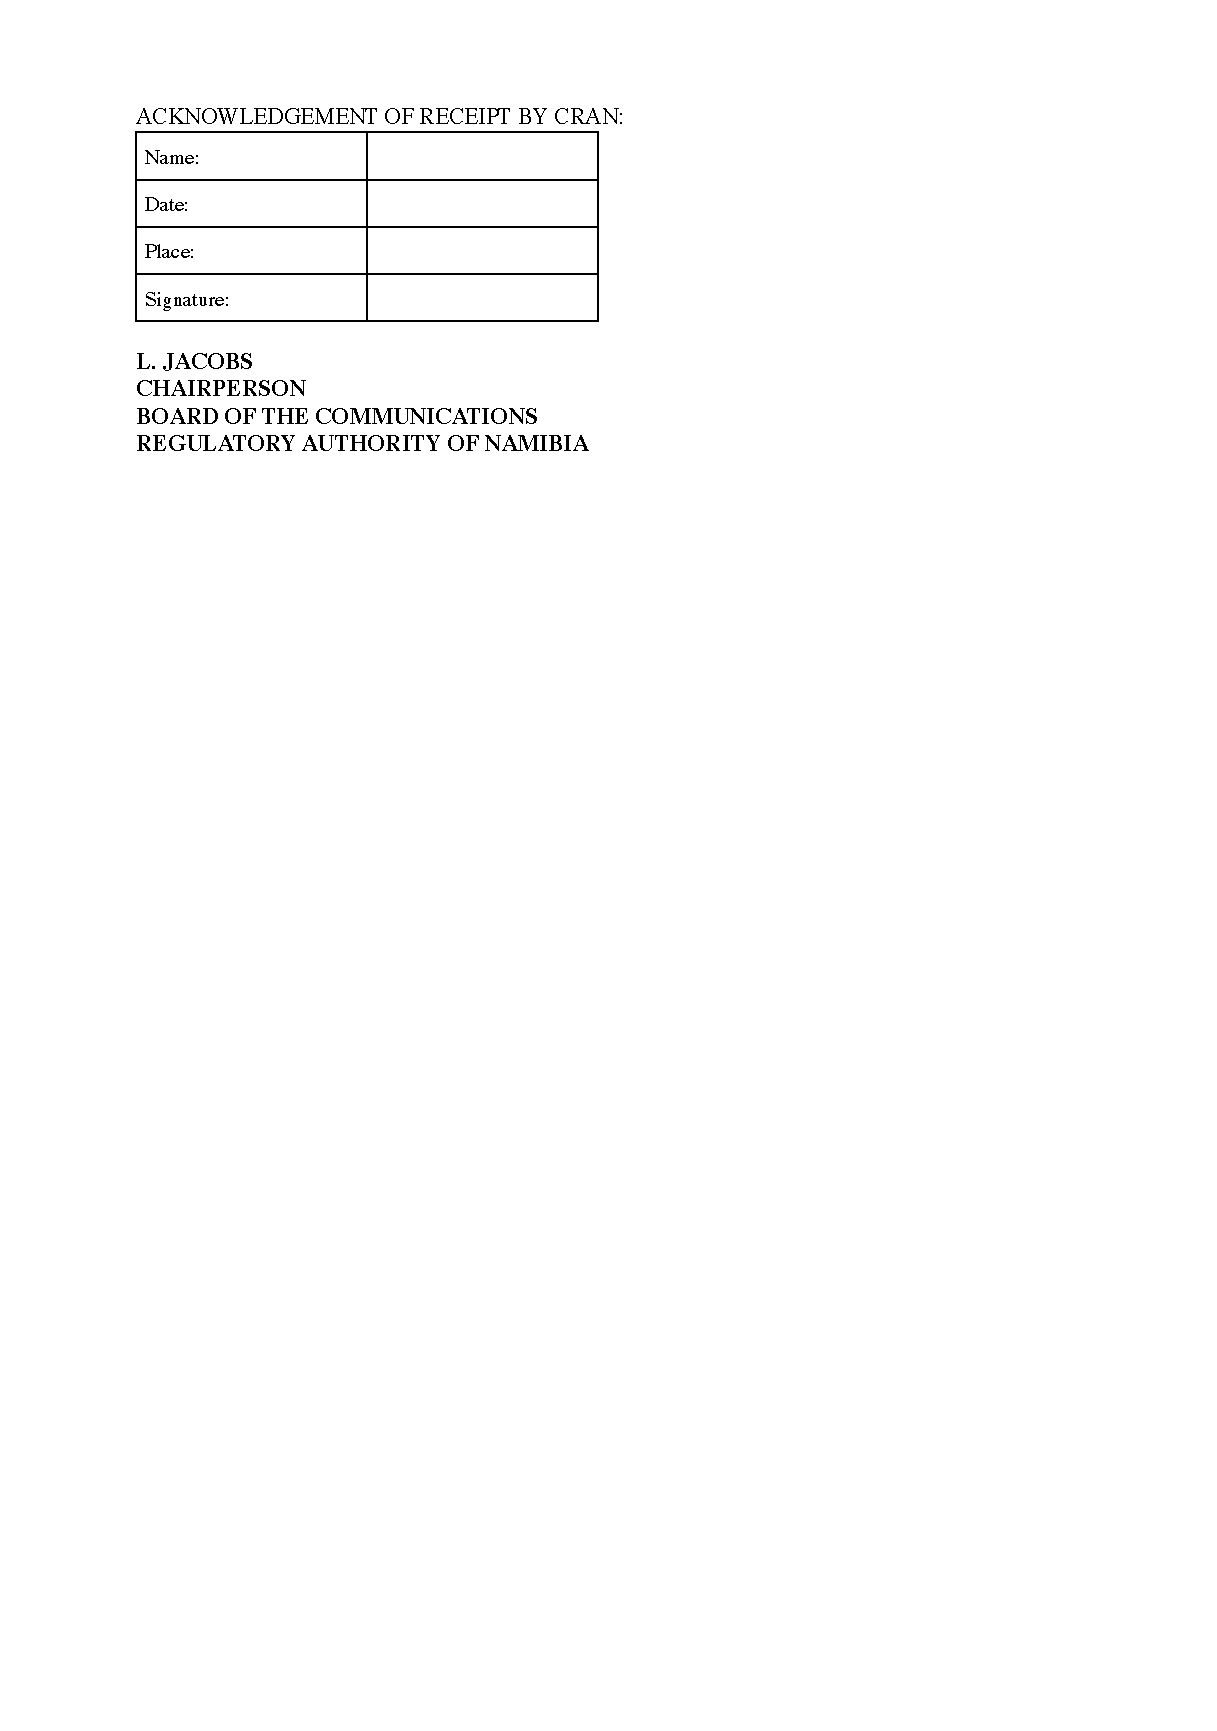 ACKNOWLEDGEMENT OF RECEIPT BY CRAN:
Name:
Date:
Place:
Signature:
L. JACOBS
CHAIRPERSON
BOARD OF THE COMMUNICATIONS
REGULATORY AUTHORITY OF NAMIBIA